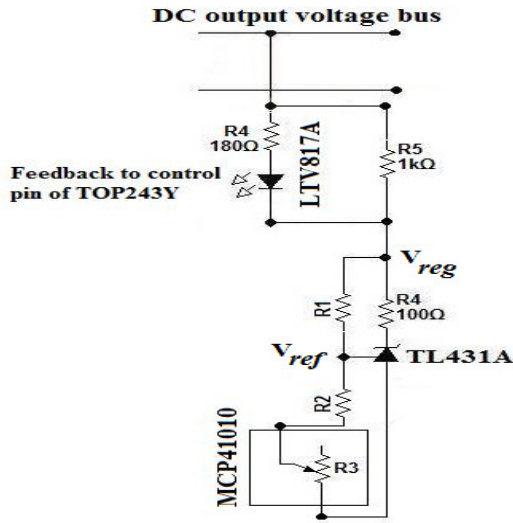 DC output voltage bus
R4
180Ω
LTV817A
R5
1kΩ
Feedback to control
pin of TOP243Y
Vreg
R1
R4
100Ω
Vref
TL431A
R2
MCP41010
R3